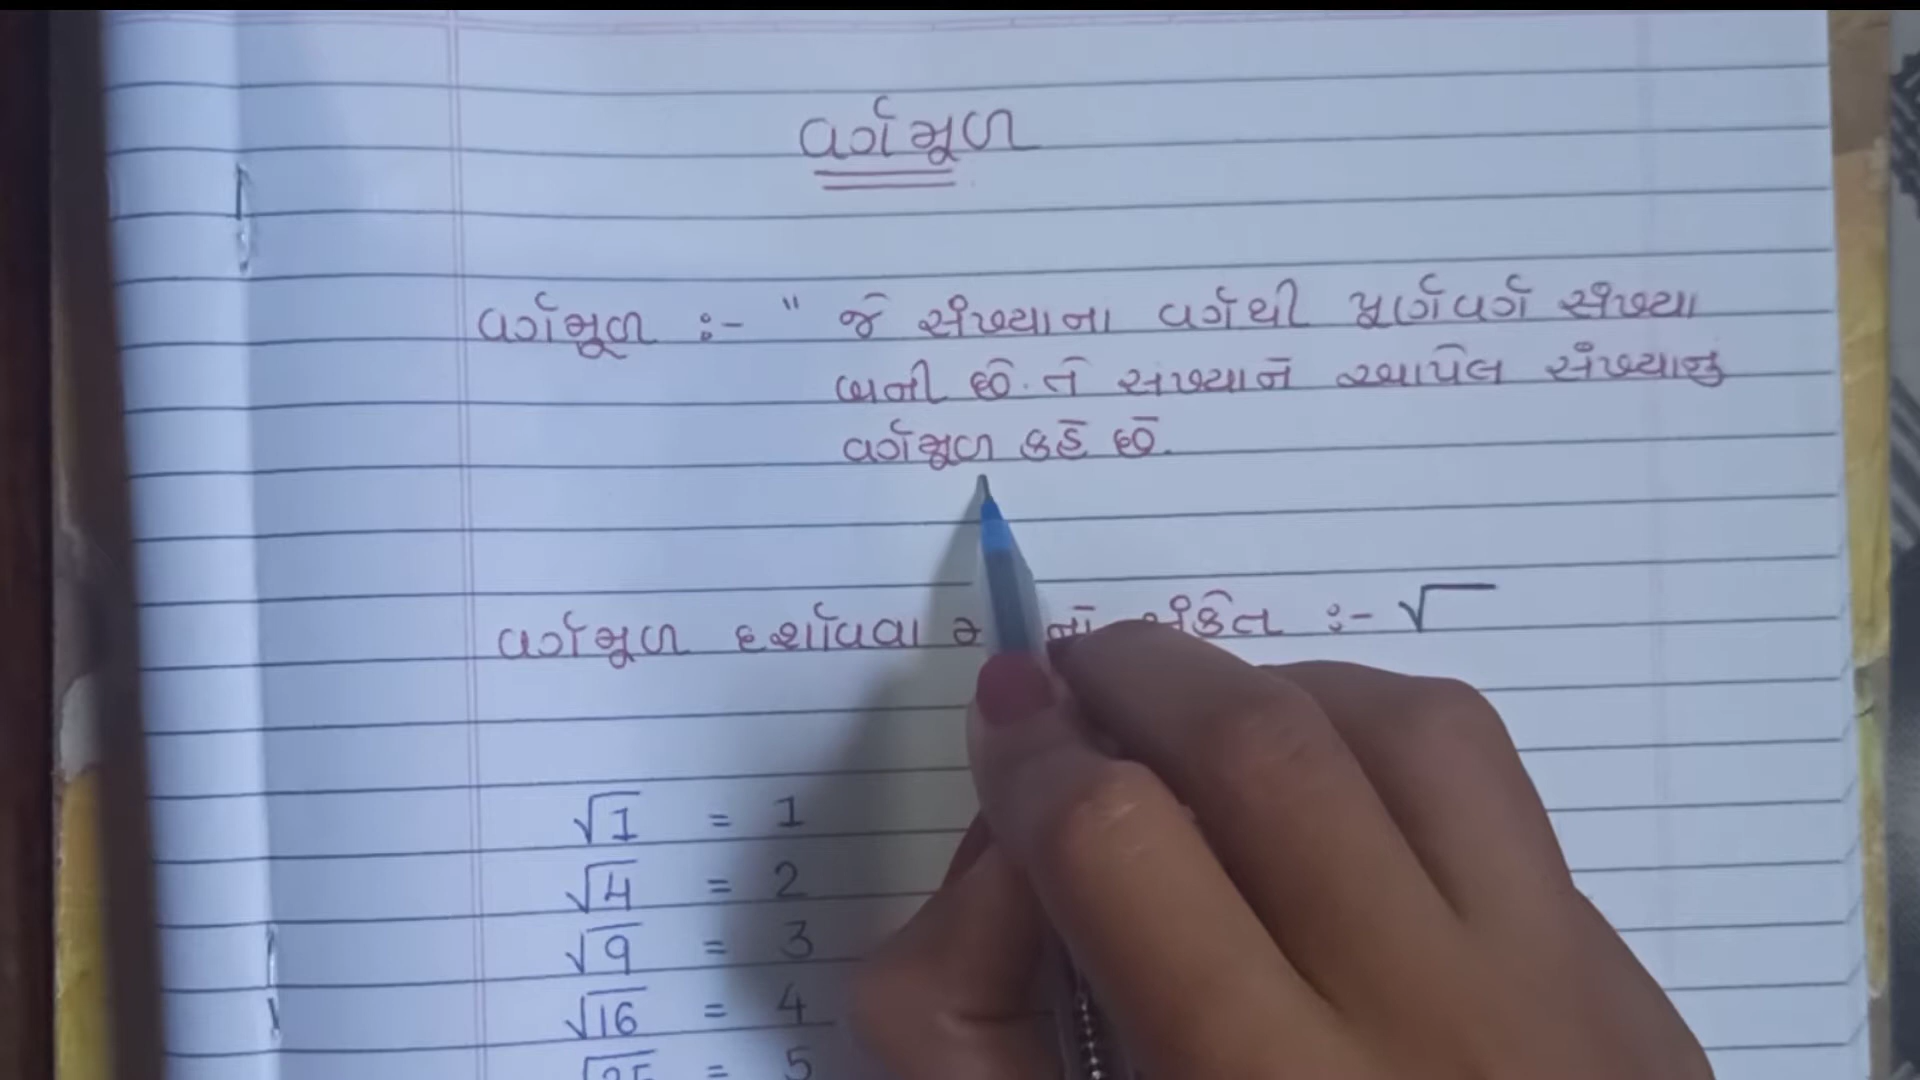 વર્ગમૂળ
વર્ગમૂળ :- " જે સંખ્યાના વર્ગથી પૂર્ણવર્ગ સંખ્યા
બની છે. તે સંખ્યાને આપેલ સંખ્યાનું
વર્ગમૂળ કહે છે.
વર્ગમૂળ દર્શાવવા સંકેત :- √
√1 = 1
√4 = 2
√9 = 3
√16 = 4
√25 = 5